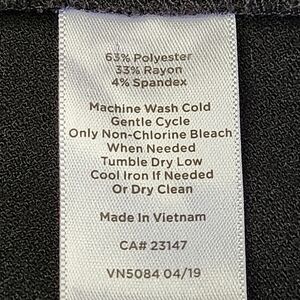 63% Polyester
33% Rayon
4% Spandex
Machine Wash Cold
Gentle Cycle
Only Non-Chlorine Bleach
When Needed
Tumble Dry Low
Cool Iron If Needed
Or Dry Clean
Made In Vietnam
CA# 23147
VN5084 04/19